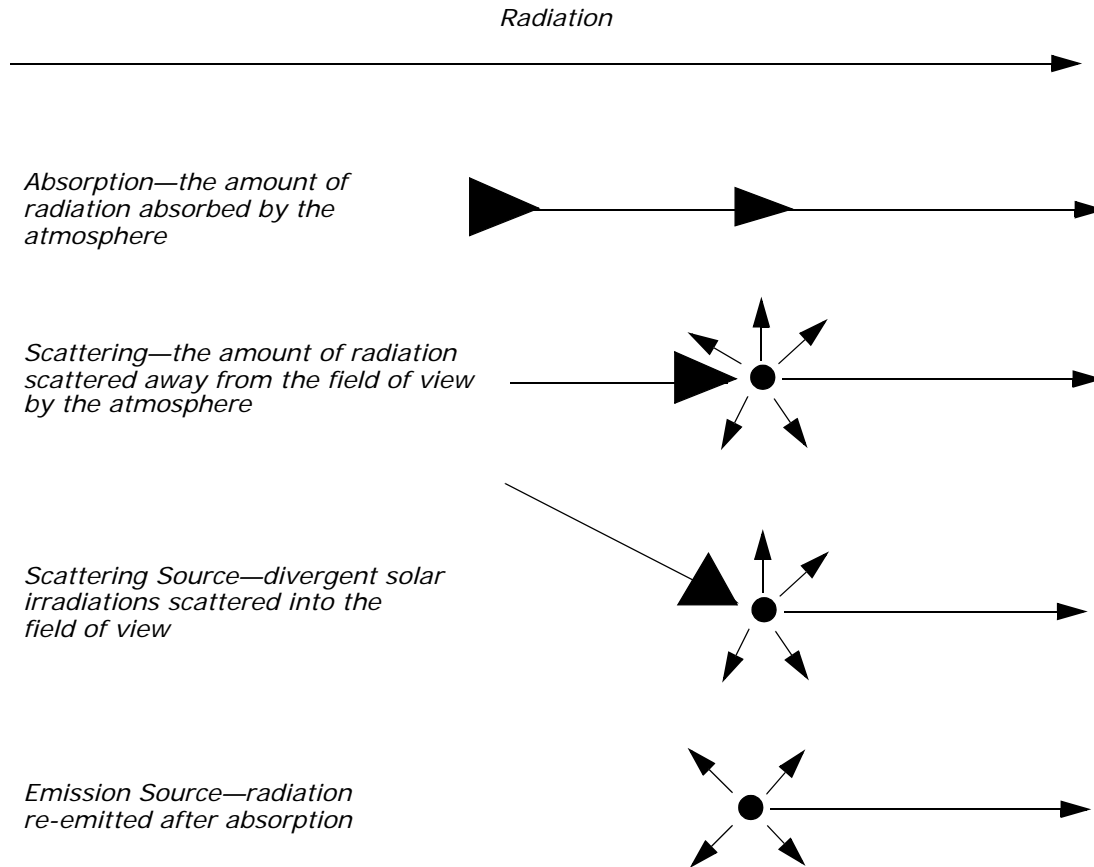 Radiation
Absorption—the amount of
radiation absorbed by the
atmosphere
Scattering—the amount of radiation
scattered away from the field of view
by the atmosphere
Scattering Source—divergent solar
irradiations scattered into the
field of view
Emission Source—radiation
re-emitted after absorption